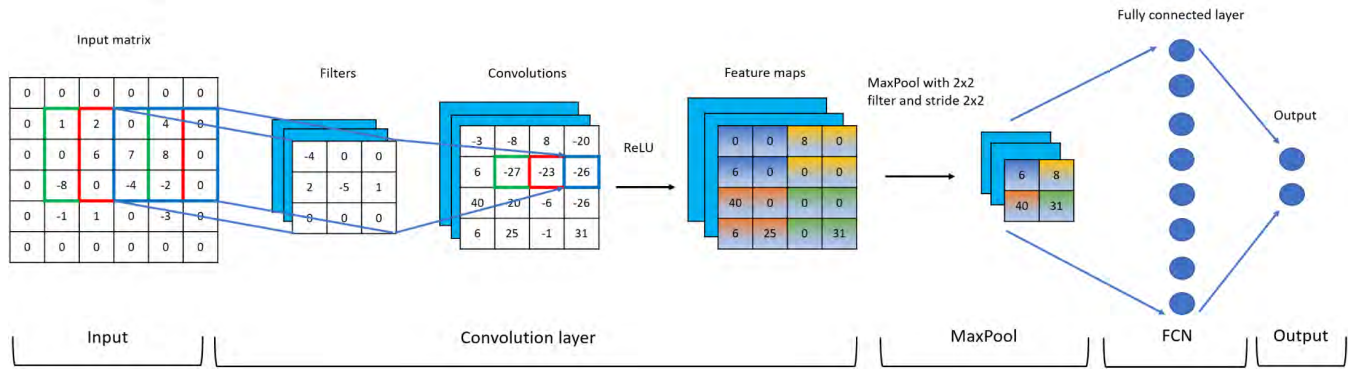 Input matrix
0 0 0 0 0 0
0 1 2 0 4 0
0 0 6 7 8 0
0 -8 0 -4 -2 0
0 -1 1 0 -3 0
0 0 0 0 0 0
Filters
-4 0 0
2 -5 1
0 0 0
Convolutions
-3 -8 8 -20
6 -27 -23 -26
40 -20 -6 -26
6 25 -1 31
ReLU
Feature maps
0 0 8 0
6 0 0 0
40 0 0 0
6 25 0 31
MaxPool with 2x2
filter and stride 2x2
6 8
40 31
Fully connected layer
Output
Input
Convolution layer
MaxPool
FCN
Output